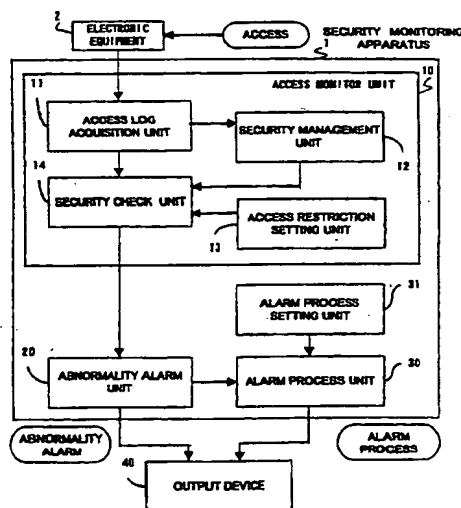 2
ELECTRONIC
EQUIPMENT
ACCESS
SECURITY MONITORING
APPARATUS
1
10
ACCESS MONITOR UNIT
11
ACCESS LOG
ACQUISITION UNIT
SECURITY MANAGEMENT
UNIT
12
14
SECURITY CHECK UNIT
ACCESS RESTRICTION
SETTING UNIT
13
31
ALARM PROCESS
SETTING UNIT
20
ABNORMALITY ALARM
UNIT
ALARM PROCESS UNIT
30
ABNORMALITY
ALARM
ALARM
PROCESS
40
OUTPUT DEVICE